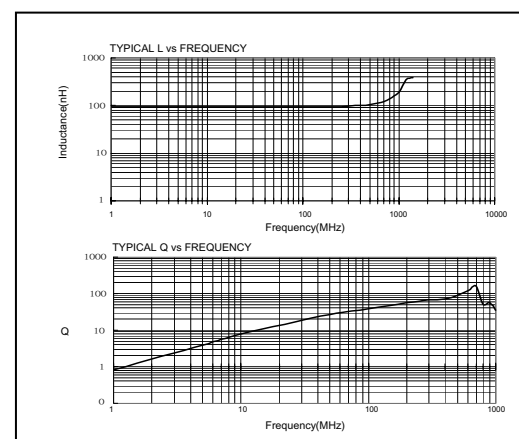 TYPICAL L vs FREQUENCY
1000
100
10
1
Inductance(nH)
1 10 100 1000 10000
Frequency(MHz)
TYPICAL Q vs FREQUENCY
1000
100
10
1
0
Q
1 10 100 1000
Frequency(MHz)